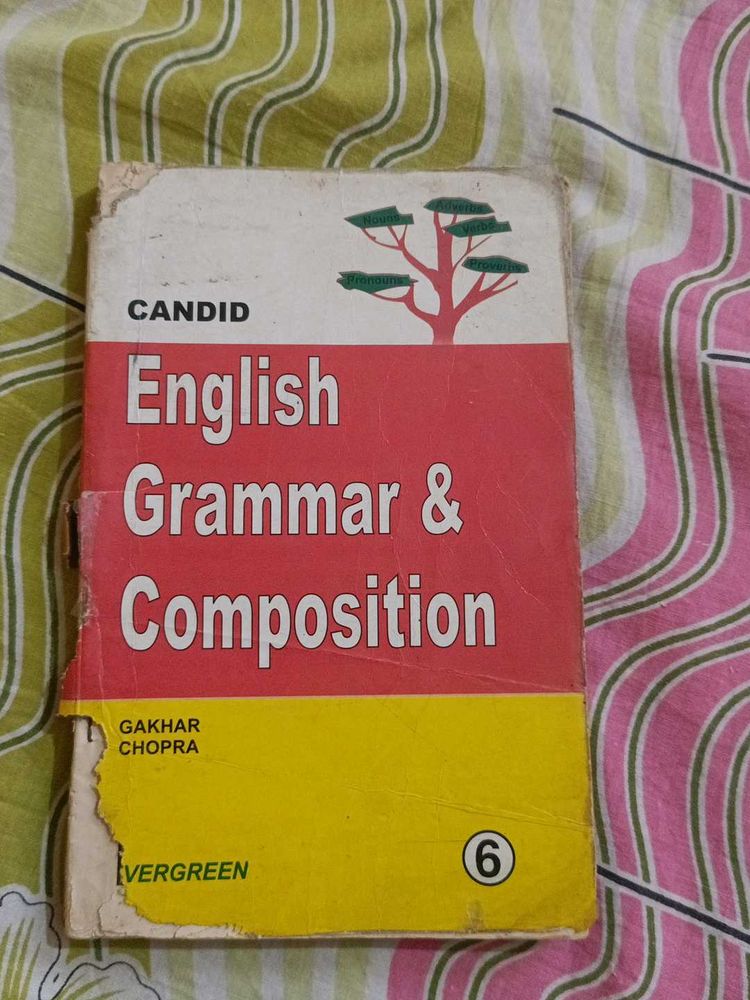 Adverbs
Nouns
Verbs
Proverbs
Pronouns
CANDID
English
Grammar &
Composition
GAKHAR
CHOPRA
VERGREEN
6